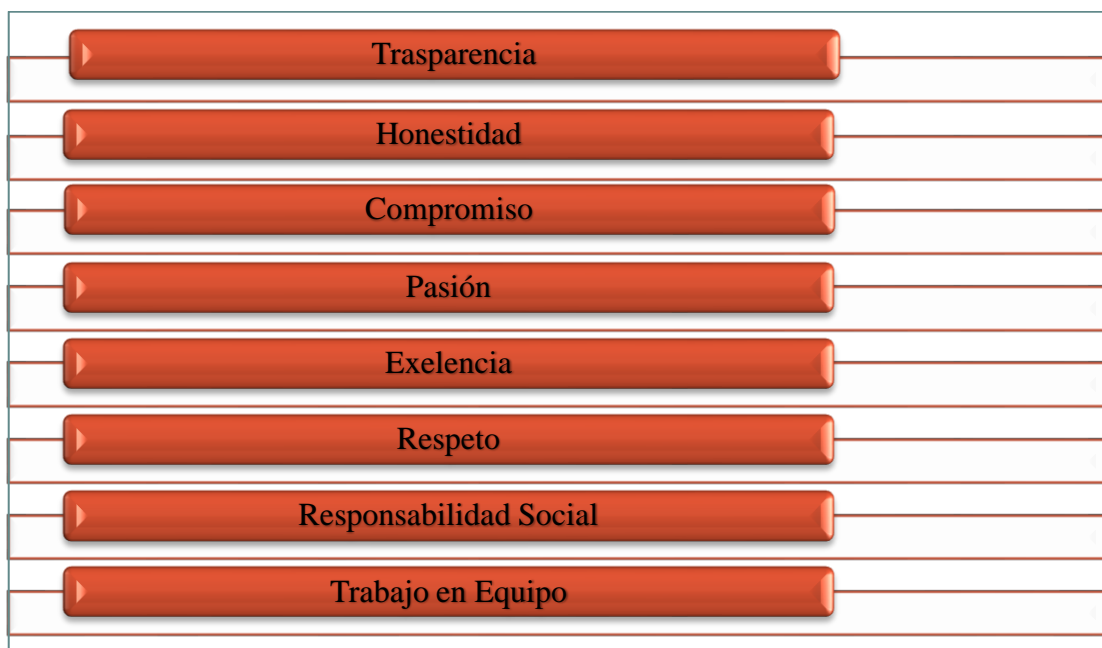 Trasparencia
Honestidad
Compromiso
Pasión
Exelencia
Respeto
Responsabilidad Social
Trabajo en Equipo